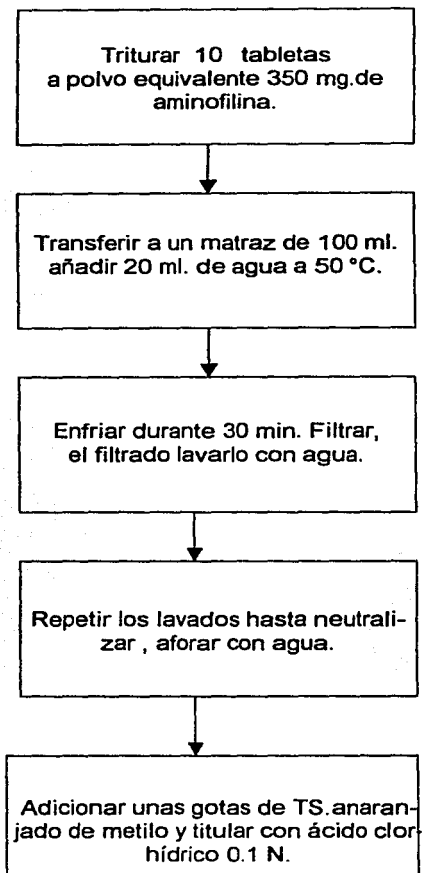 Triturar 10 tabletas
a polvo equivalente 350 mg.de
aminofilina.
Transferir a un matraz de 100 ml.
añadir 20 ml. de agua a 50 °C.
Enfriar durante 30 min. Filtrar,
el filtrado lavarlo con agua.
Repetir los lavados hasta neutrali-
zar , aforar con agua.
Adicionar unas gotas de TS.anaran-
jado de metilo y titular con ácido clor-
hídrico 0.1 N.